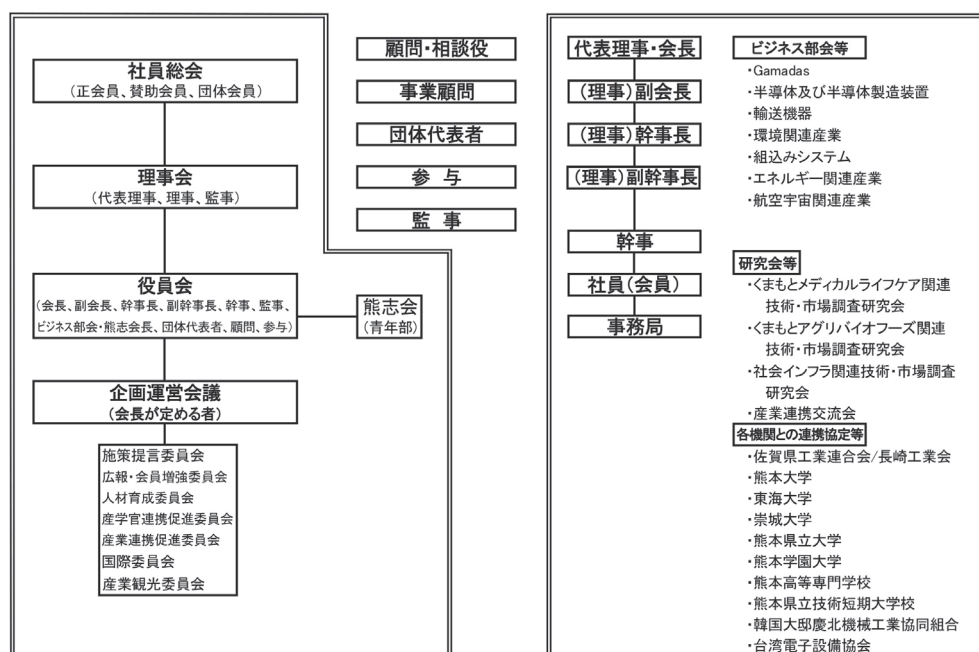 社員総会
(正会員、賛助会員、団体会員)
理事会
(代表理事、理事、監事)
役員会
(会長、副会長、幹事長、副幹事長、幹事、監事、
ビジネス部会・熊志会長、団体代表者、顧問、参与)
熊志会
(青年部)
企画運営会議
(会長が定める者)
施策提言委員会
広報・会員増強委員会
人材育成委員会
産学官連携促進委員会
産業連携促進委員会
国際委員会
産業観光委員会
顧問・相談役
事業顧問
団体代表者
参 与
監 事
代表理事・会長
(理事)副会長
(理事)幹事長
(理事)副幹事長
幹事
社員(会員)
事務局
ビジネス部会等
・Gamadas
・半導体及び半導体製造装置
・輸送機器
・環境関連産業
・組込みシステム
・エネルギー関連産業
・航空宇宙関連産業
研究会等
・くまもとメディカルライフケア関連
技術・市場調査研究会
・くまもとアグリバイオフーズ関連
技術・市場調査研究会
・社会インフラ関連技術・市場調査
研究会
・産業連携交流会
各機関との連携協定等
・佐賀県工業連合会/長崎工業会
・熊本大学
・東海大学
・崇城大学
・熊本県立大学
・熊本学園大学
・熊本高等専門学校
・熊本県立技術短期大学校
・韓国大邸慶北機械工業協同組合
・台湾電子設備協会